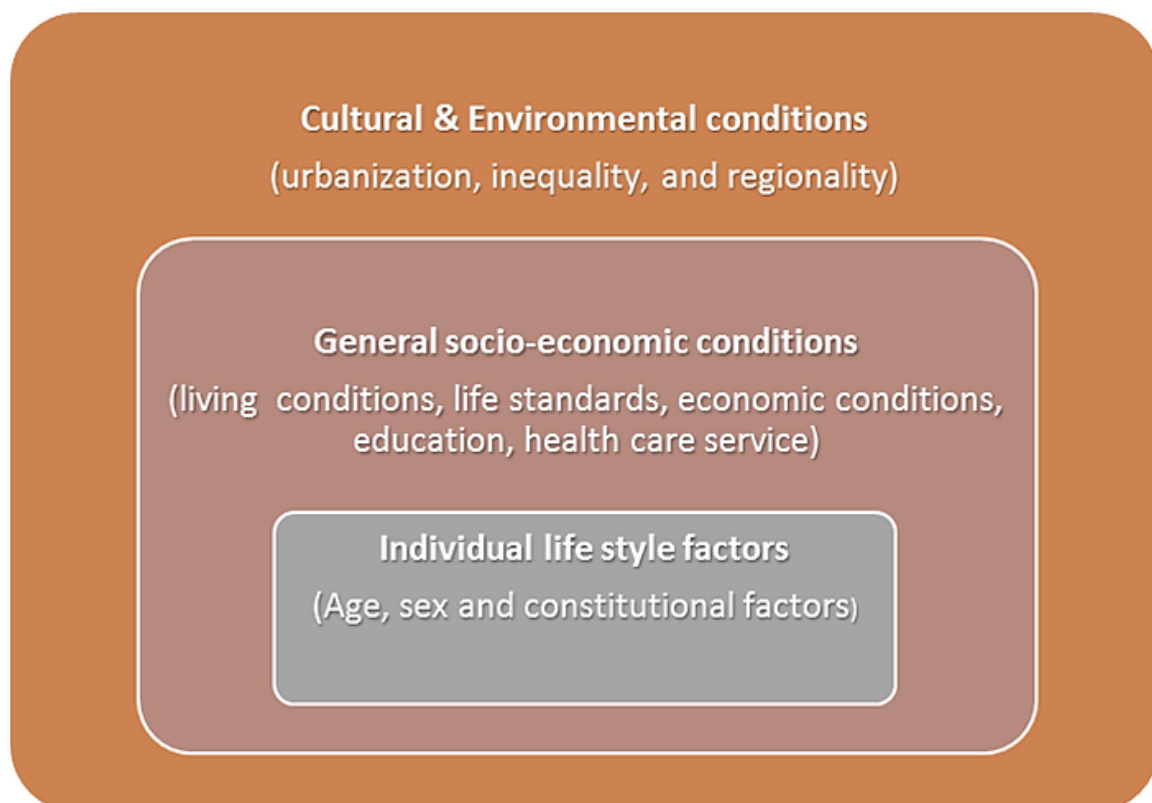 Cultural & Environmental conditions
(urbanization, inequality, and regionality)
General socio-economic conditions
(living conditions, life standards, economic conditions,
education, health care service)
Individual life style factors
(Age, sex and constitutional factors)